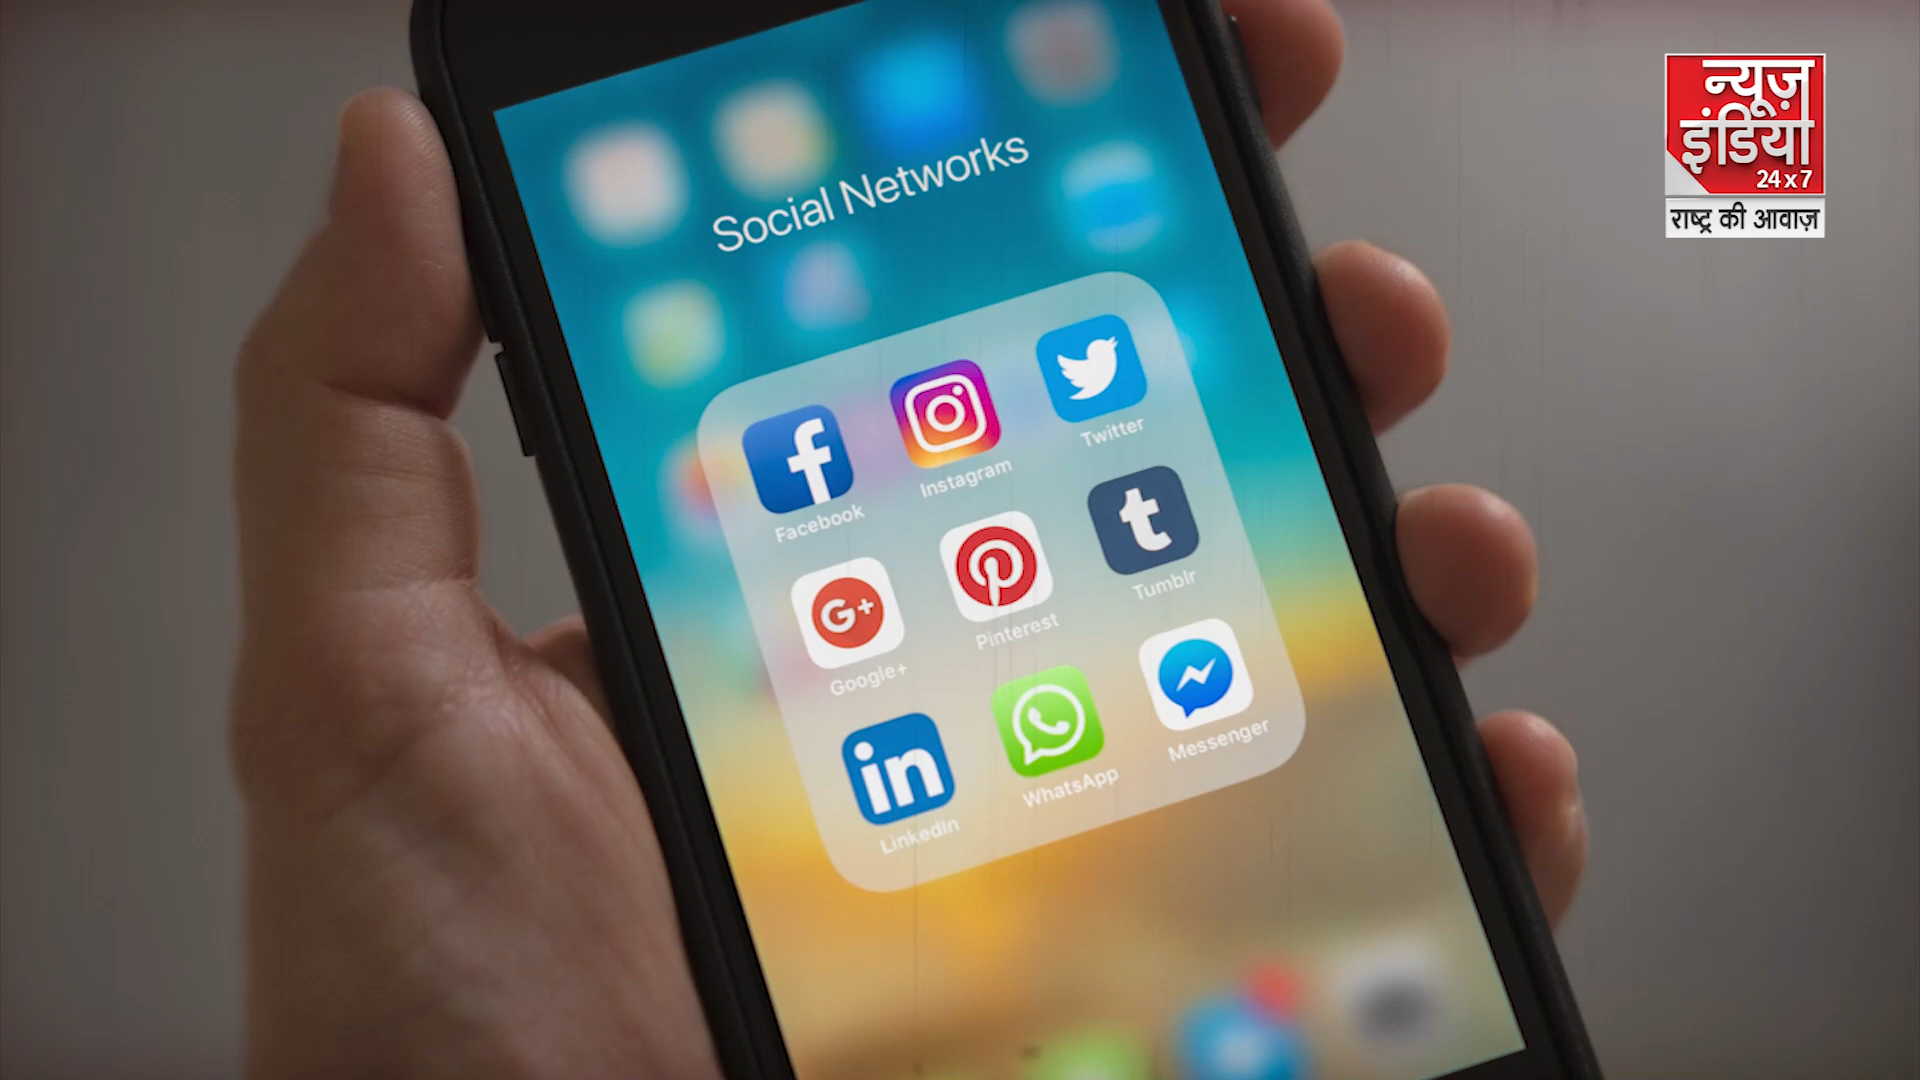 न्यूज़
इंडिया
24x7
राष्ट्र की आवाज़
Social Networks
Facebook
Instagram
Twitter
Google+
Pinterest
Tumblr
LinkedIn
WhatsApp
Messenger